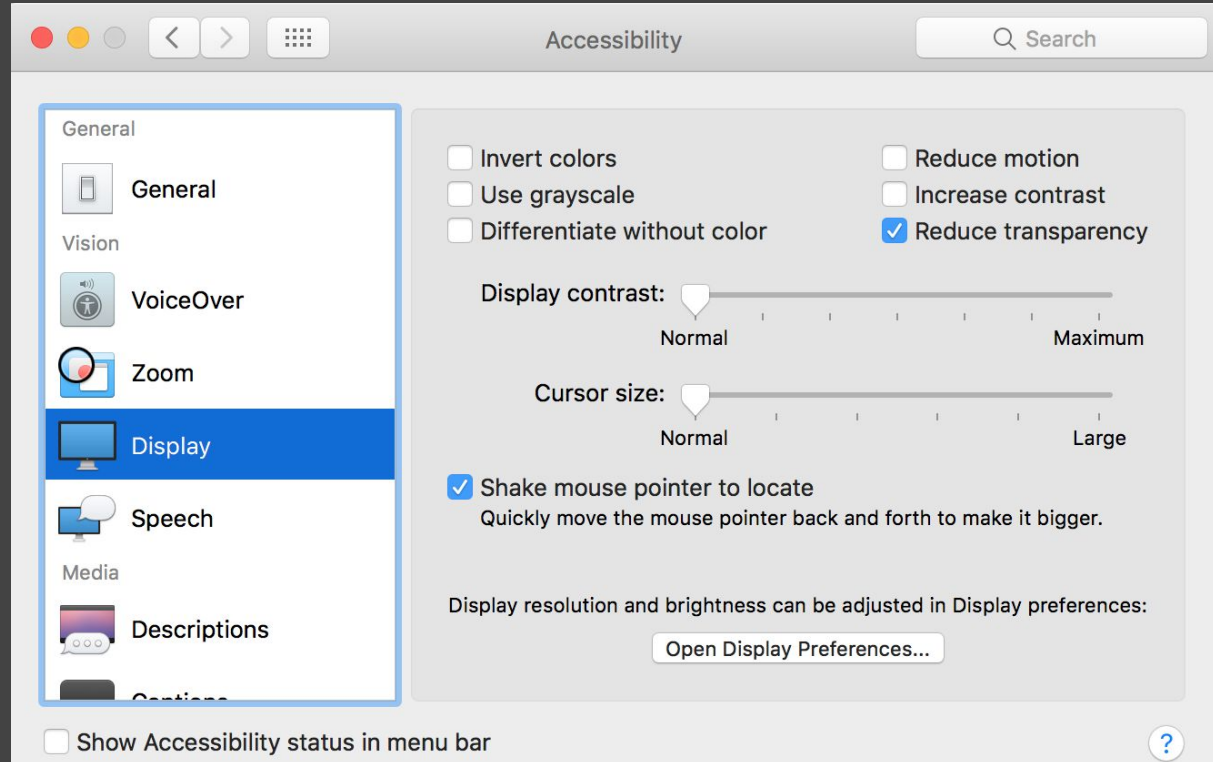 Accessibility
Search
General
General
Vision
VoiceOver
Zoom
Display
Speech
Media
Descriptions
Captions
Invert colors
Use grayscale
Differentiate without color
Reduce motion
Increase contrast
Reduce transparency
Display contrast:
Normal Maximum
Cursor size:
Normal Large
Shake mouse pointer to locate
Quickly move the mouse pointer back and forth to make it bigger.
Display resolution and brightness can be adjusted in Display preferences:
Open Display Preferences...
Show Accessibility status in menu bar
?